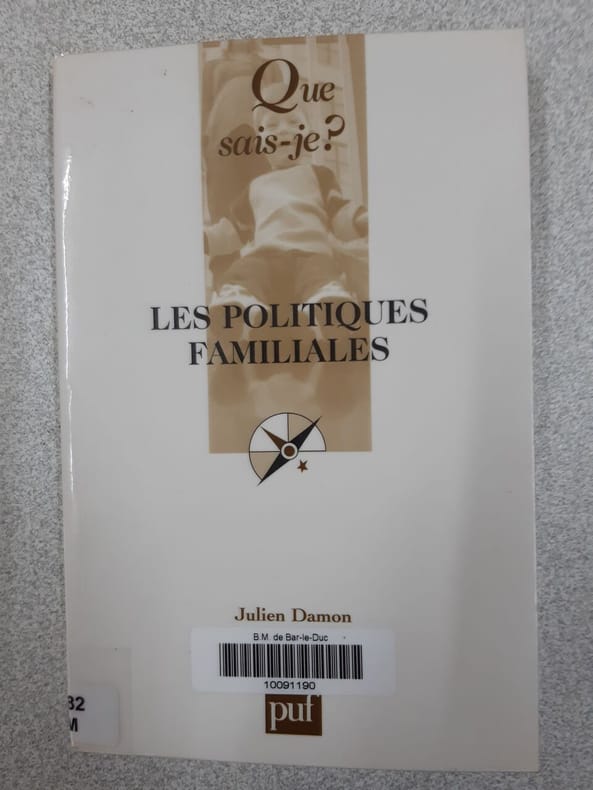 Que
sais-je?
LES POLITIQUES
FAMILIALES
Julien Damon
B.M. de Bar-le-Duc
10091190
puf
32
M